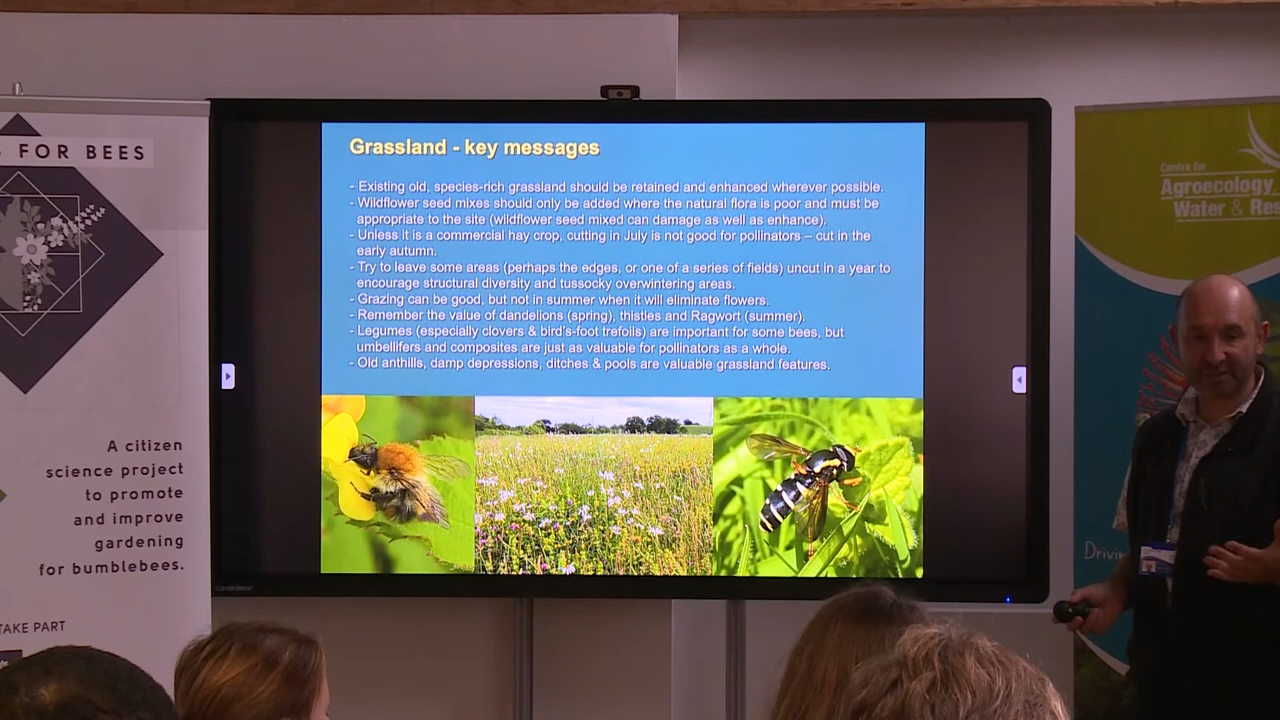 FOR BEES
A citizen
science project
to promote
and improve
gardening
for bumblebees.
TAKE PART
Grassland - key messages
- Existing old, species-rich grassland should be retained and enhanced wherever possible.
- Wildflower seed mixes should only be added where the natural flora is poor and must be
appropriate to the site (wildflower seed mixed can damage as well as enhance).
- Unless it is a commercial hay crop, cutting in July is not good for pollinators – cut in the
early autumn.
- Try to leave some areas (perhaps the edges, or one of a series of fields) uncut in a year to
encourage structural diversity and tussocky overwintering areas.
- Grazing can be good, but not in summer when it will eliminate flowers.
- Remember the value of dandelions (spring), thistles and Ragwort (summer).
- Legumes (especially clovers & bird's-foot trefoils) are important for some bees, but
umbellifers and composites are just as valuable for pollinators as a whole.
- Old anthills, damp depressions, ditches & pools are valuable grassland features.
Centre for
Agroecology
Water & Res
Drivi